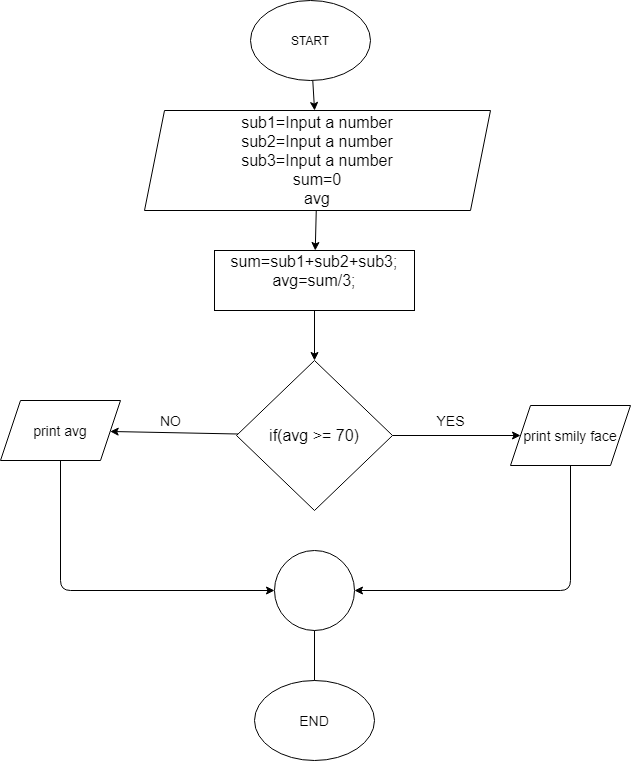 START
sub1=Input a number
sub2=Input a number
sub3=Input a number
sum=0
avg
sum=sub1+sub2+sub3;
avg=sum/3;
if(avg >= 70)
NO
print avg
YES
print smily face
END